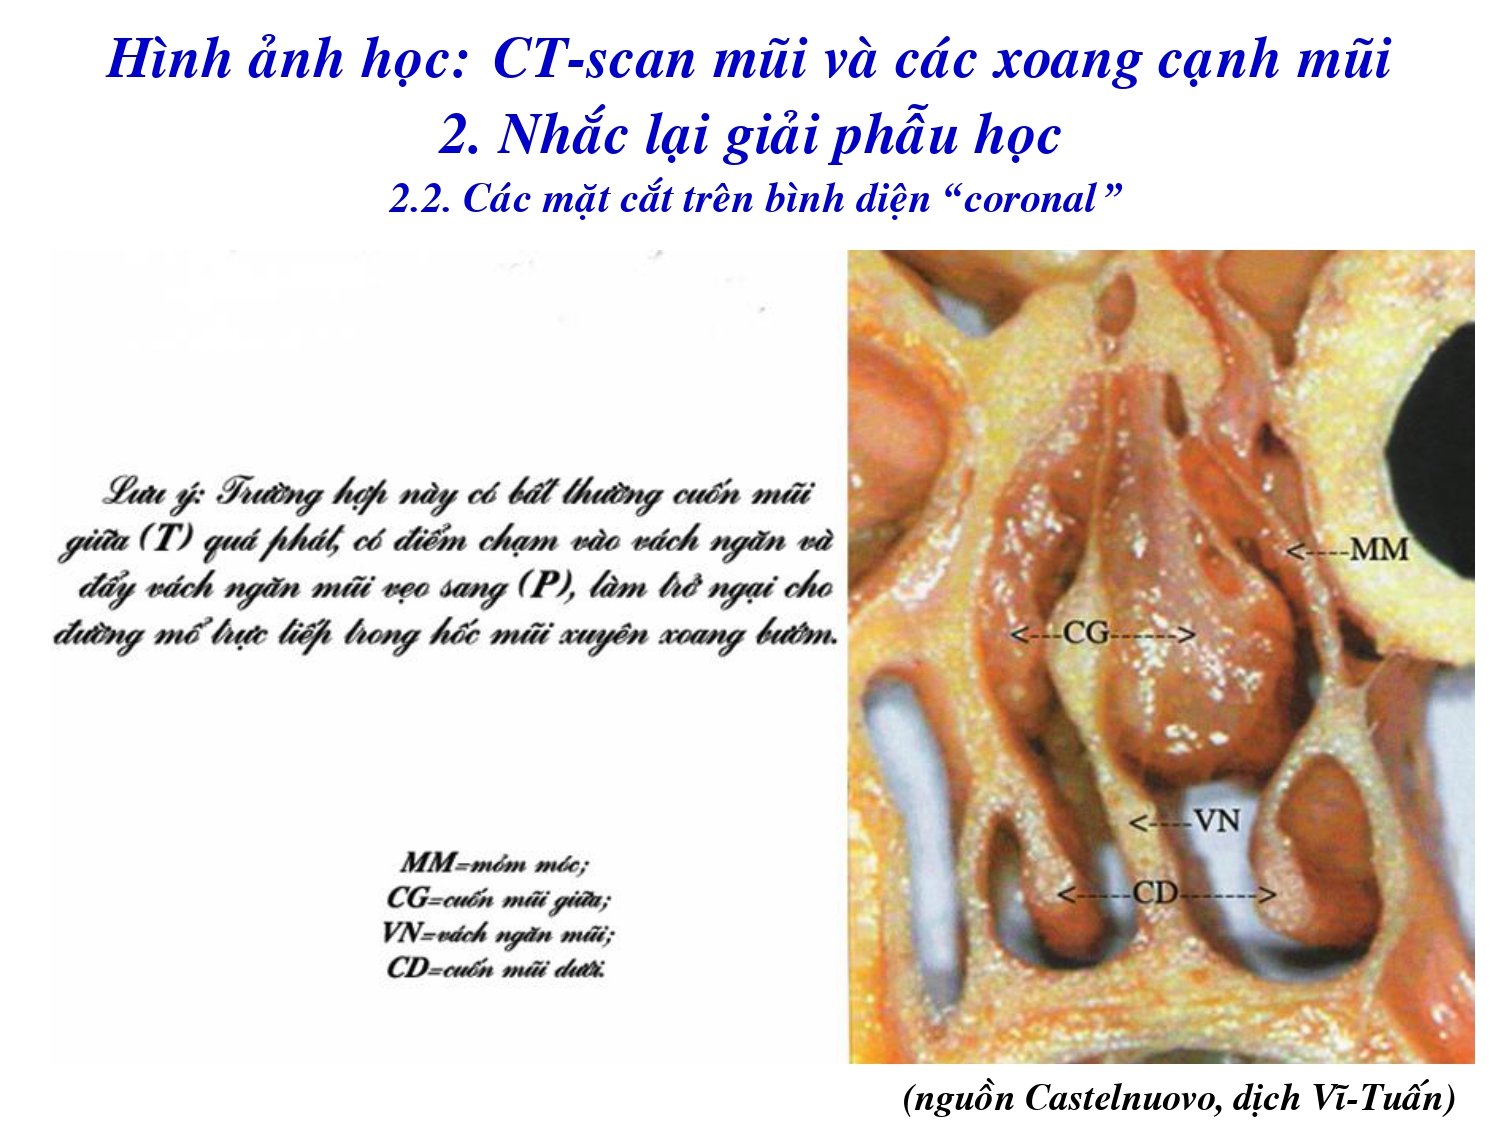 Hình ảnh học: CT-scan mũi và các xoang cạnh mũi
2. Nhắc lại giải phẫu học
2.2. Các mặt cắt trên bình diện “coronal”
Lưu ý: Trường hợp này có bất thường cuốn mũi
giữa (T) quá phát, có điểm chạm vào vách ngăn và
đẩy vách ngăn mũi vẹo sang (P), làm trở ngại cho
đường mổ trực tiếp trong hốc mũi xuyên xoang bướm.
MM=mỏm móc;
CG=cuốn mũi giữa;
VN=vách ngăn mũi;
CD=cuốn mũi dưới.
<----MM
<---CG------>
<----VN
<-----CD------->
(nguồn Castelnuovo, dịch Vĩ-Tuấn)